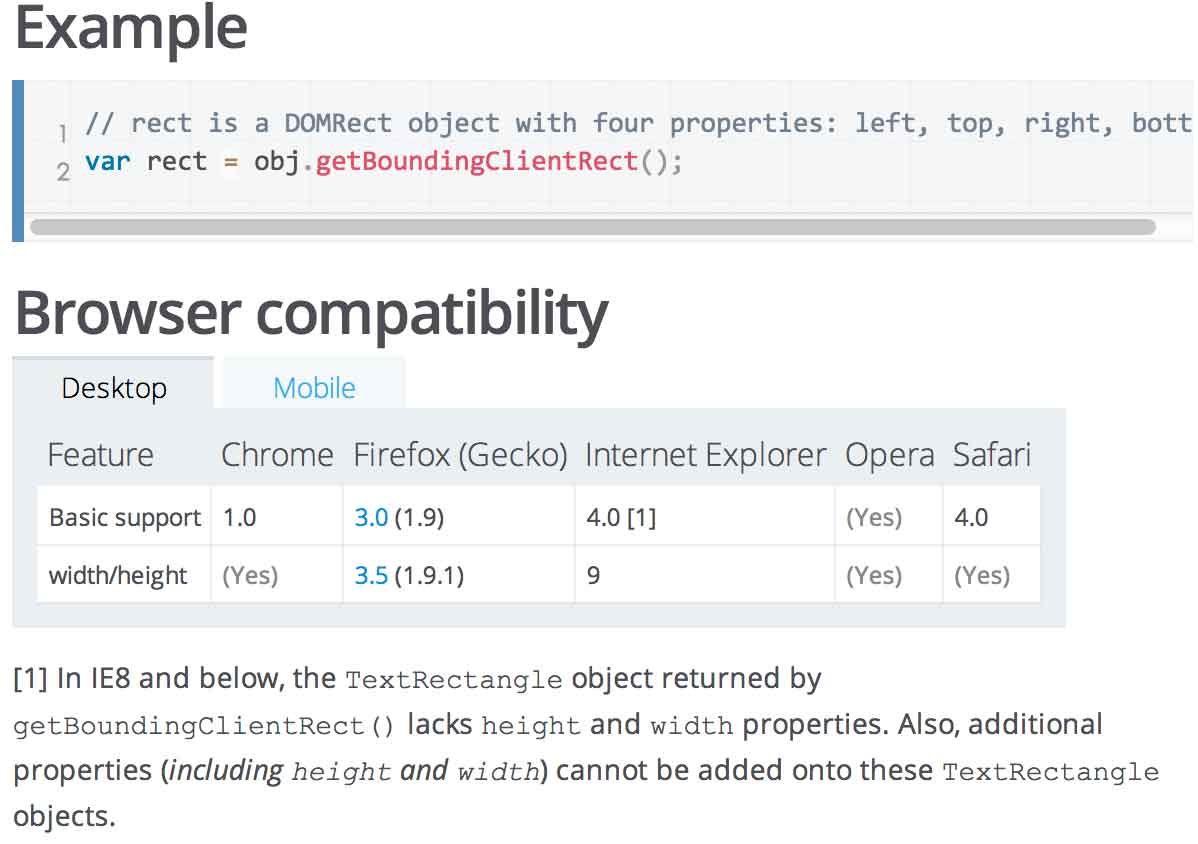 Example
1 // rect is a DOMRect object with four properties: left, top, right, bott
2 var rect = obj.getBoundingClientRect();
Browser compatibility
Desktop Mobile
Feature Chrome Firefox (Gecko) Internet Explorer Opera Safari
Basic support 1.0 3.0 (1.9) 4.0 [1] (Yes) 4.0
width/height (Yes) 3.5 (1.9.1) 9 (Yes) (Yes)
[1] In IE8 and below, the TextRectangle object returned by
getBoundingClientRect() lacks height and width properties. Also, additional
properties (including height and width) cannot be added onto these TextRectangle
objects.